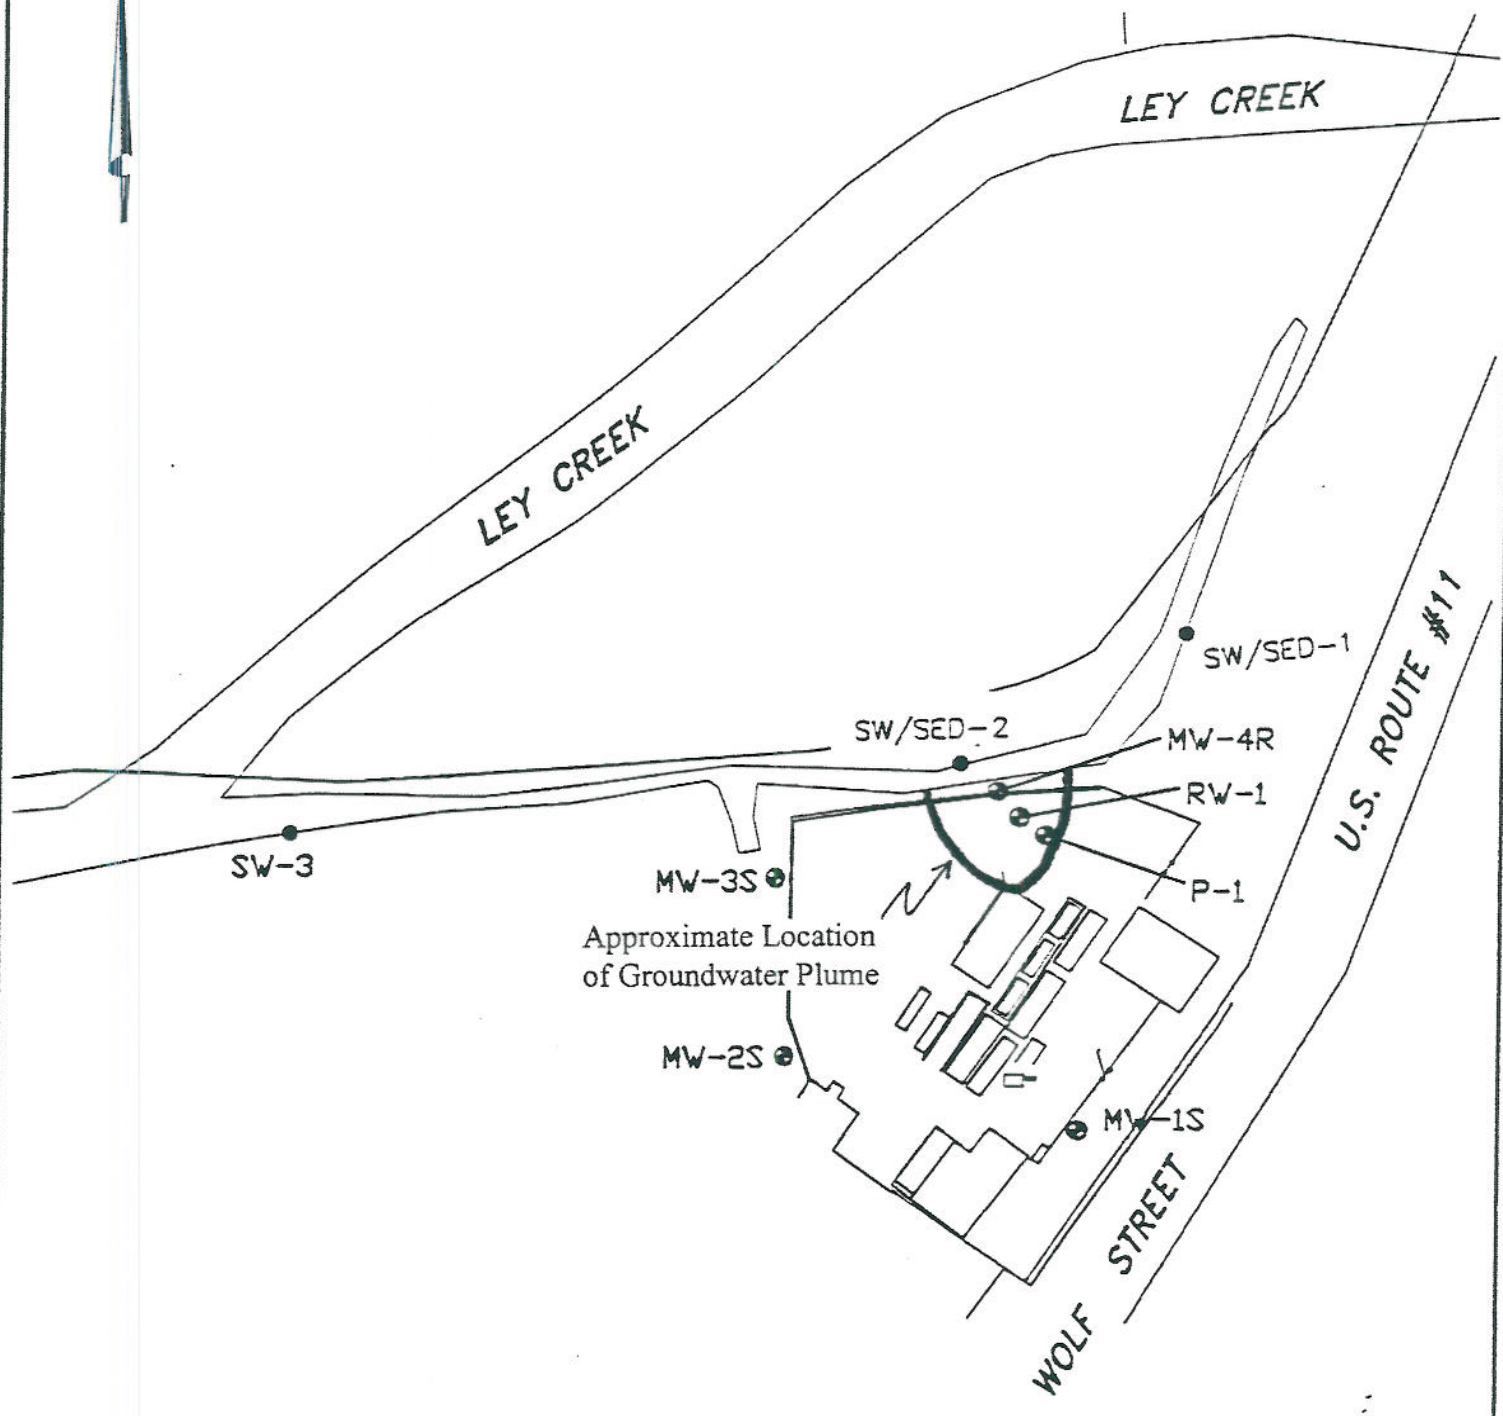 LEY CREEK
LEY CREEK
U.S. ROUTE #11
SW/SED-1
SW/SED-2
MW-4R
RW-1
SW-3
MW-3S
P-1
Approximate Location
of Groundwater Plume
MW-2S
MW-1S
WOLF STREET